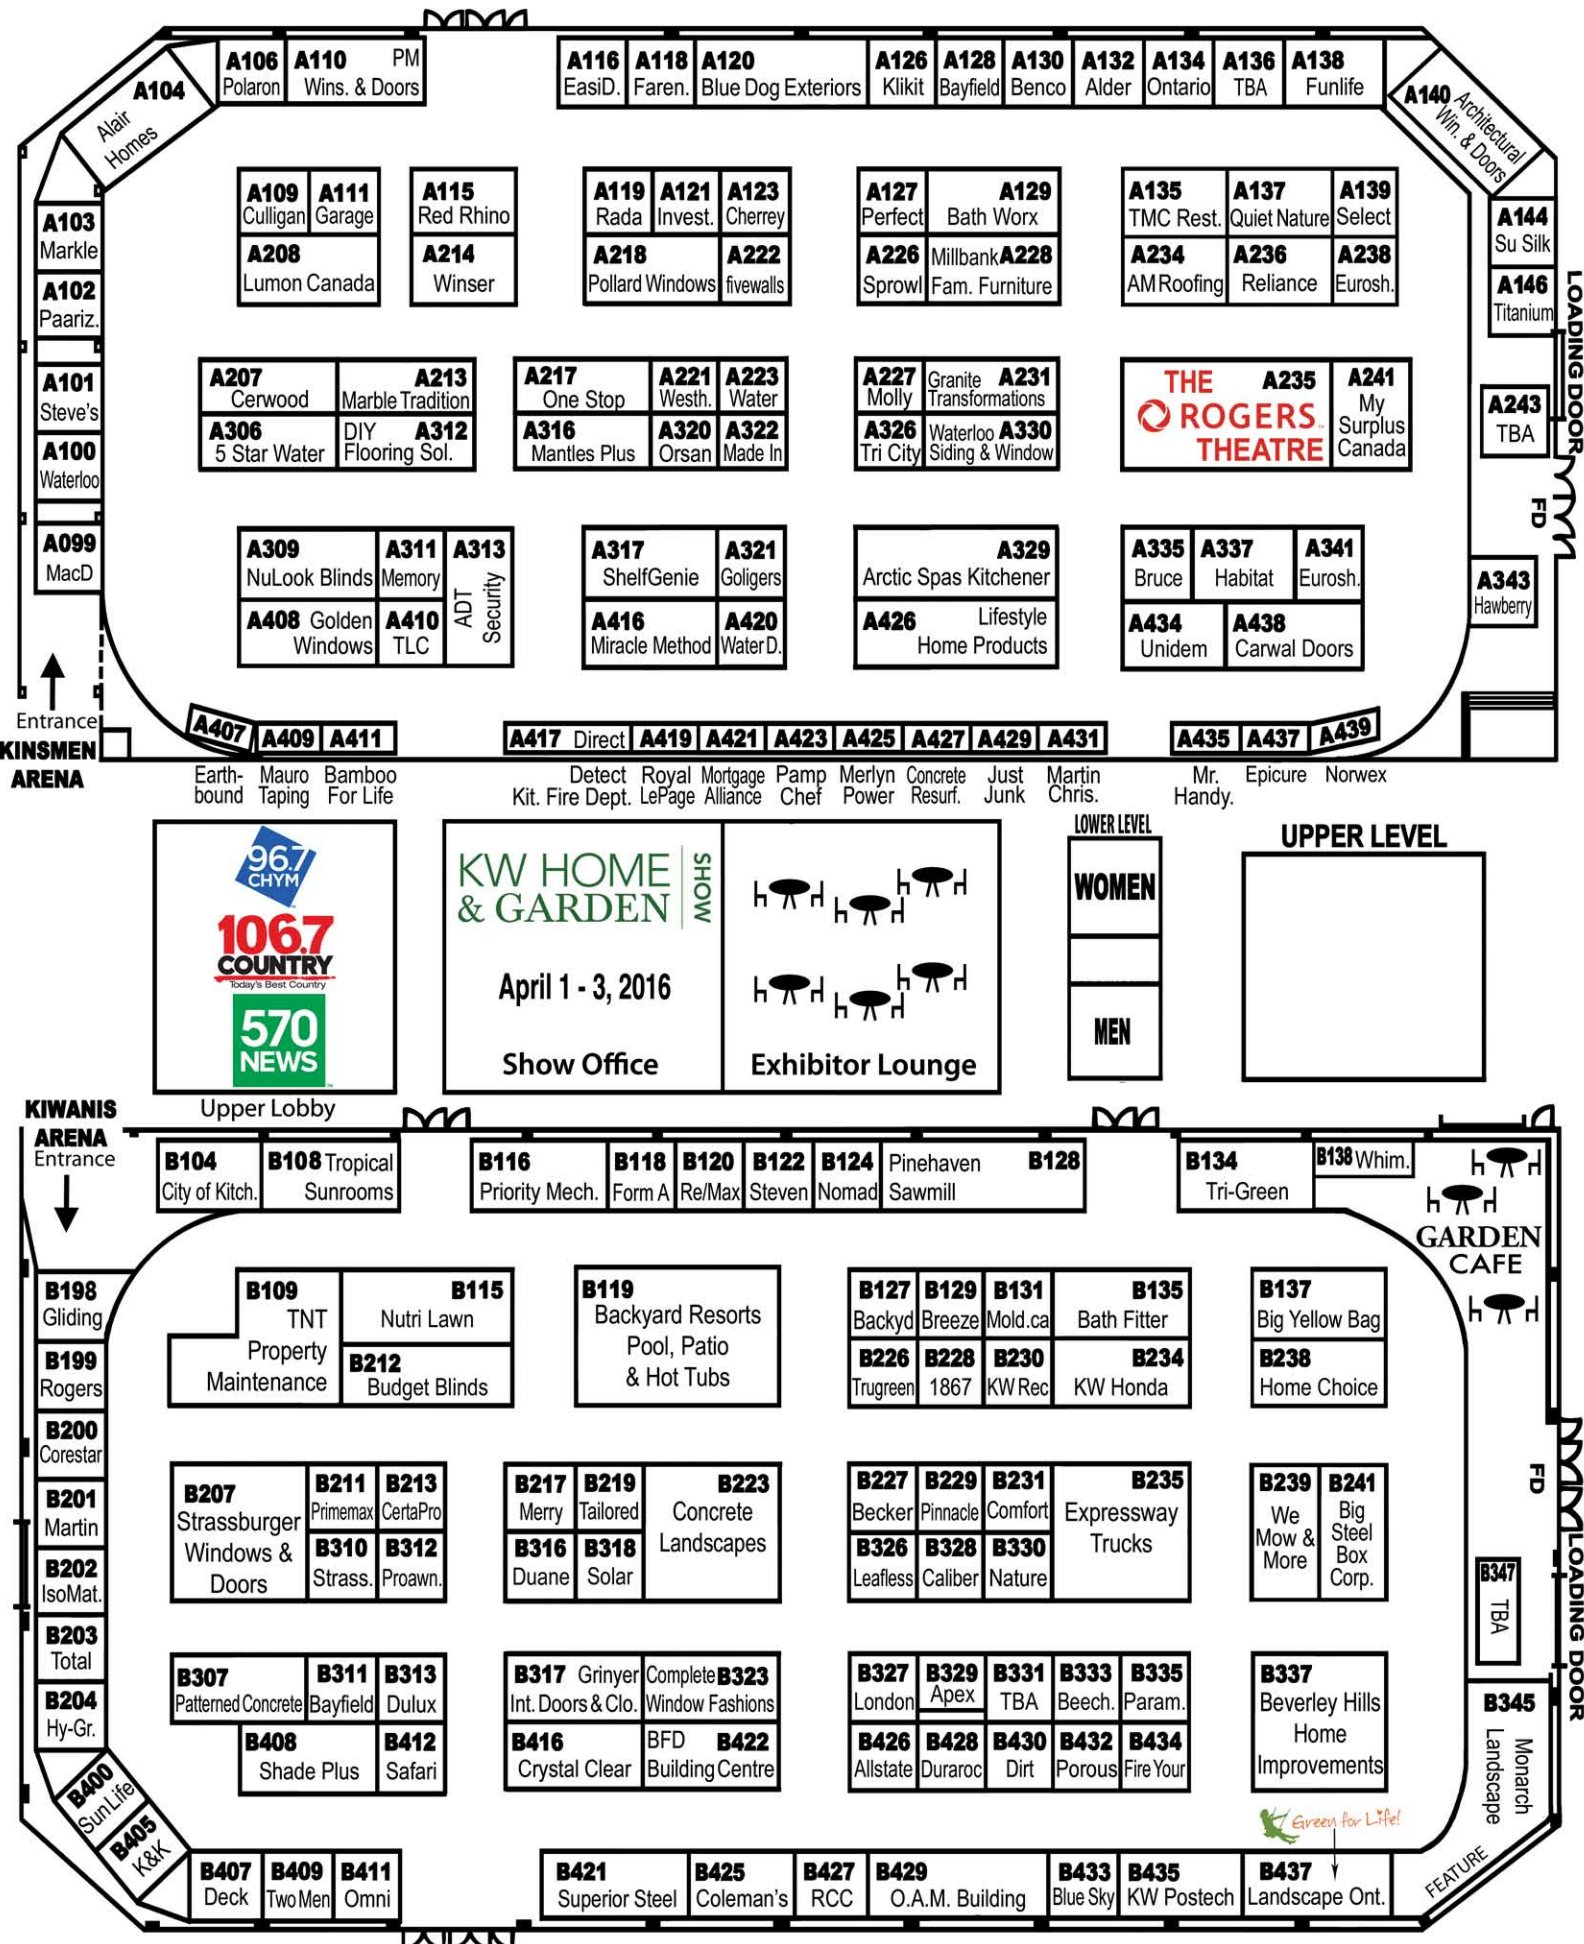 A106
Polaron
A110 PM
Wins. & Doors
A116
EasiD.
A118
Faren.
A120
Blue Dog Exteriors
A126
Klikit
A128
Bayfield
A130
Benco
A132
Alder
A134
Ontario
A136
TBA
A138
Funlife
A104
Alair
Homes
A140 Architectural
Win. & Doors
A109
Culligan
A111
Garage
A208
Lumon Canada
A115
Red Rhino
A214
Winser
A119
Rada
A121
Invest.
A123
Cherrey
A218
Pollard Windows
A222
fivewalls
A127
Perfect
A129
Bath Worx
A226
Sprowl
Millbank A228
Fam. Furniture
A135
TMC Rest.
A137
Quiet Nature
A139
Select
A234
AM Roofing
A236
Reliance
A238
Eurosh.
A103
Markle
A102
Paariz.
A101
Steve's
A100
Waterloo
A099
MacD
A144
Su Silk
A146
Titanium
LOADING DOOR
A243
TBA
FD
A343
Hawberry
A207
Cerwood
A213
Marble Tradition
A306
5 Star Water
DIY A312
Flooring Sol.
A217
One Stop
A221
Westh.
A223
Water
A316
Mantles Plus
A320
Orsan
A322
Made In
A227
Molly
Granite A231
Transformations
A326
Tri City
Waterloo A330
Siding & Window
THE A235
ROGERS
THEATRE
A241
My
Surplus
Canada
A309
NuLook Blinds
A311
Memory
A313
ADT
Security
A408 Golden
Windows
A410
TLC
A317
ShelfGenie
A321
Goligers
A416
Miracle Method
A420
Water D.
A329
Arctic Spas Kitchener
A426 Lifestyle
Home Products
A335
Bruce
A337
Habitat
A341
Eurosh.
A434
Unidem
A438
Carwal Doors
Entrance
KINSMEN
ARENA
A407
Earth-
bound
A409
Mauro
Taping
A411
Bamboo
For Life
A417 Direct
Detect
Kit. Fire Dept.
A419
Royal
LePage
A421
Mortgage
Alliance
A423
Pamp
Chef
A425
Merlyn
Power
A427
Concrete
Resurf.
A429
Just
Junk
A431
Martin
Chris.
A435
Mr.
Handy.
A437
Epicure
A439
Norwex
96.7
CHYM
106.7
COUNTRY
Today's Best Country
570
NEWS
Upper Lobby
KW HOME
& GARDEN
SHOW
April 1 - 3, 2016
Show Office
Exhibitor Lounge
LOWER LEVEL
WOMEN
MEN
UPPER LEVEL
KIWANIS
ARENA
Entrance
B104
City of Kitch.
B108 Tropical
Sunrooms
B116
Priority Mech.
B118
Form A
B120
Re/Max
B122
Steven
B124
Nomad
Pinehaven B128
Sawmill
B134
Tri-Green
B138 Whim.
GARDEN
CAFE
B198
Gliding
B199
Rogers
B200
Corestar
B201
Martin
B202
IsoMat.
B203
Total
B204
Hy-Gr.
B400
Sun Life
B405
K&K
B109
TNT
Property
Maintenance
B115
Nutri Lawn
B212
Budget Blinds
B119
Backyard Resorts
Pool, Patio
& Hot Tubs
B127
Backyd
B129
Breeze
B131
Mold.ca
B135
Bath Fitter
B226
Trugreen
B228
1867
B230
KW Rec
B234
KW Honda
B137
Big Yellow Bag
B238
Home Choice
B207
Strassburger
Windows &
Doors
B211
Primemax
B213
CertaPro
B310
Strass.
B312
Proawn.
B217
Merry
B219
Tailored
B223
Concrete
Landscapes
B316
Duane
B318
Solar
B227
Becker
B229
Pinnacle
B231
Comfort
B235
Expressway
Trucks
B326
Leafless
B328
Caliber
B330
Nature
B239
We
Mow &
More
B241
Big
Steel
Box
Corp.
FD
LOADING DOOR
B347
TBA
B307
Patterned Concrete
B311
Bayfield
B313
Dulux
B408
Shade Plus
B412
Safari
B317 Grinyer
Int. Doors & Clo.
Complete B323
Window Fashions
B416
Crystal Clear
BFD B422
Building Centre
B327
London
B329
Apex
B331
TBA
B333
Beech.
B335
Param.
B426
Allstate
B428
Duraroc
B430
Dirt
B432
Porous
B434
Fire Your
B337
Beverley Hills
Home
Improvements
B345
Monarch
Landscape
FEATURE
Green for Life!
B407
Deck
B409
Two Men
B411
Omni
B421
Superior Steel
B425
Coleman's
B427
RCC
B429
O.A.M. Building
B433
Blue Sky
B435
KW Postech
B437
Landscape Ont.